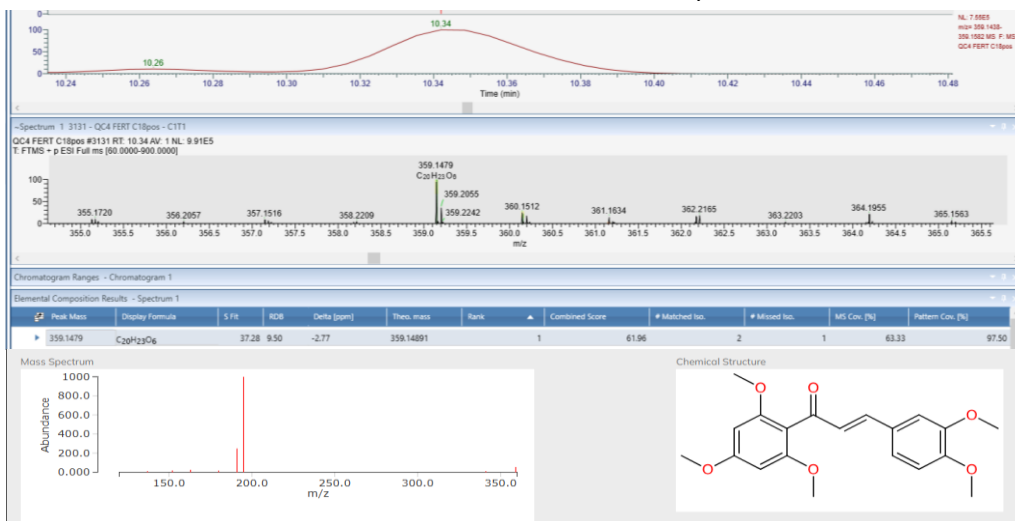 0
100
50
0
10.34
10.26
10.24 10.26 10.28 10.30 10.32 10.34 10.36 10.38 10.40 10.42 10.44 10.46 10.48
Time (min)
NL: 7.58E5
m/z= 359.1438-
359.1582 MS F: MS
QC4 FERT C18pos
~Spectrum 1 3131 - QC4 FERT C18pos - C1T1
QC4 FERT C18pos #3131 RT: 10.34 AV: 1 NL: 9.91E5
T: FTMS + p ESI Full ms [60.0000-900.0000]
359.1479
C20H23O6
100
50
0
355.1720 356.2057 357.1516 358.2209 359.2055 359.2242 360.1512 361.1634 362.2165 363.2203 364.1955 365.1563
355.0 355.5 356.0 356.5 357.0 357.5 358.0 358.5 359.0 359.5 360.0 360.5 361.0 361.5 362.0 362.5 363.0 363.5 364.0 364.5 365.0 365.5
m/z
Chromatogram Ranges - Chromatogram 1
Elemental Composition Results - Spectrum 1
Peak Mass Display Formula S Fit RDB Delta [ppm] Theo. mass Rank Combined Score # Matched Iso. # Missed Iso. MS Cov. [%] Pattern Cov. [%]
359.1479 C20H23O6 37.28 9.50 -2.77 359.14891 1 61.96 2 1 63.33 97.50
Mass Spectrum
1000
800.0
600.0
400.0
200.0
0.000
Abundance
150.0 200.0 250.0 300.0 350.0
m/z
Chemical Structure
O O
O
O O
O